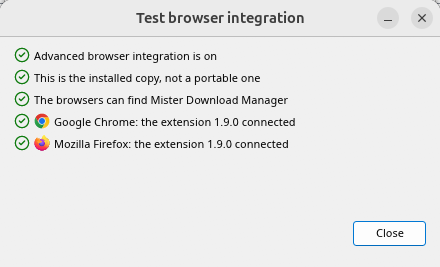 Test browser integration
Advanced browser integration is on
This is the installed copy, not a portable one
The browsers can find Mister Download Manager
Google Chrome: the extension 1.9.0 connected
Mozilla Firefox: the extension 1.9.0 connected
Close